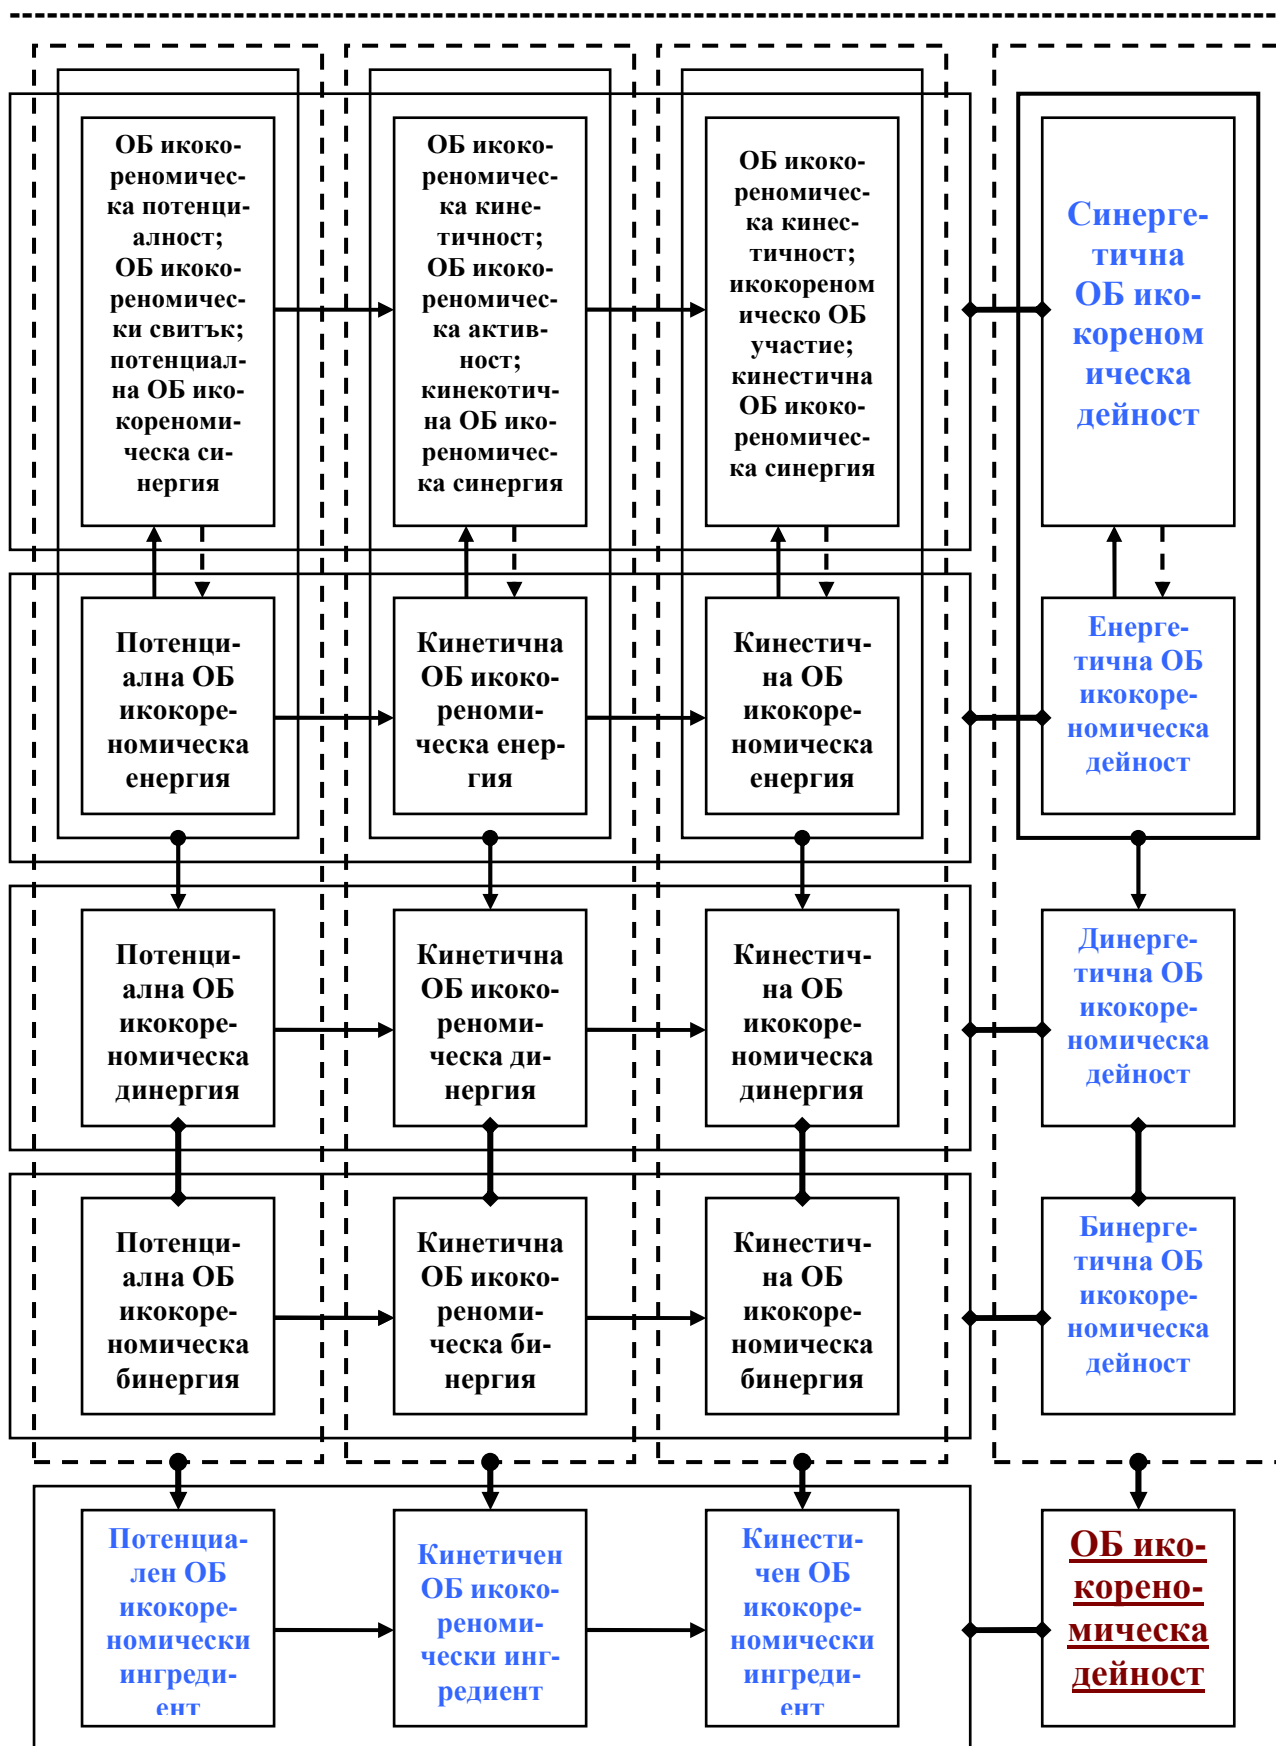 ОБ икоко-
реномичес-
ка потенци-
алност;
ОБ икоко-
реномичес-
ки свитък;
потенциал-
на ОБ ико-
кореноми-
ческа си-
нергия
ОБ икоко-
реномичес-
ка кине-
тичност;
ОБ икоко-
реномичес-
ка актив-
ност;
кинекотич-
на ОБ ико-
реномичес-
ка синергия
ОБ икоко-
реномичес-
ка кинес-
тичност;
икокореном
ическо ОБ
участие;
кинестична
ОБ икоко-
реномичес-
ка синергия
Синерге-
тична
ОБ ико-
кореном
ическа
дейност
Потенци-
ална ОБ
икокоре-
номическа
енергия
Кинетична
ОБ икоко-
реноми-
ческа енер-
гия
Кинестич-
на ОБ
икокоре-
номическа
енергия
Енерге-
тична ОБ
икокоре-
номическа
дейност
Потенци-
ална ОБ
икокоре-
номическа
динергия
Кинетична
ОБ икоко-
реноми-
ческа ди-
нергия
Кинестич-
на ОБ
икокоре-
номическа
динергия
Динерге-
тична ОБ
икокоре-
номическа
дейност
Потенци-
ална ОБ
икокоре-
номическа
бинергия
Кинетична
ОБ икоко-
реноми-
ческа би-
нергия
Кинестич-
на ОБ
икокоре-
номическа
бинергия
Бинерге-
тична ОБ
икокоре-
номическа
дейност
Потенциа-
лен ОБ
икокоре-
номически
ингреди-
ент
Кинетичен
ОБ икоко-
реноми-
чески инг-
редиент
Кинести-
чен ОБ
икокоре-
номически
ингреди-
ент
ОБ ико-
корено-
мическа
дейност